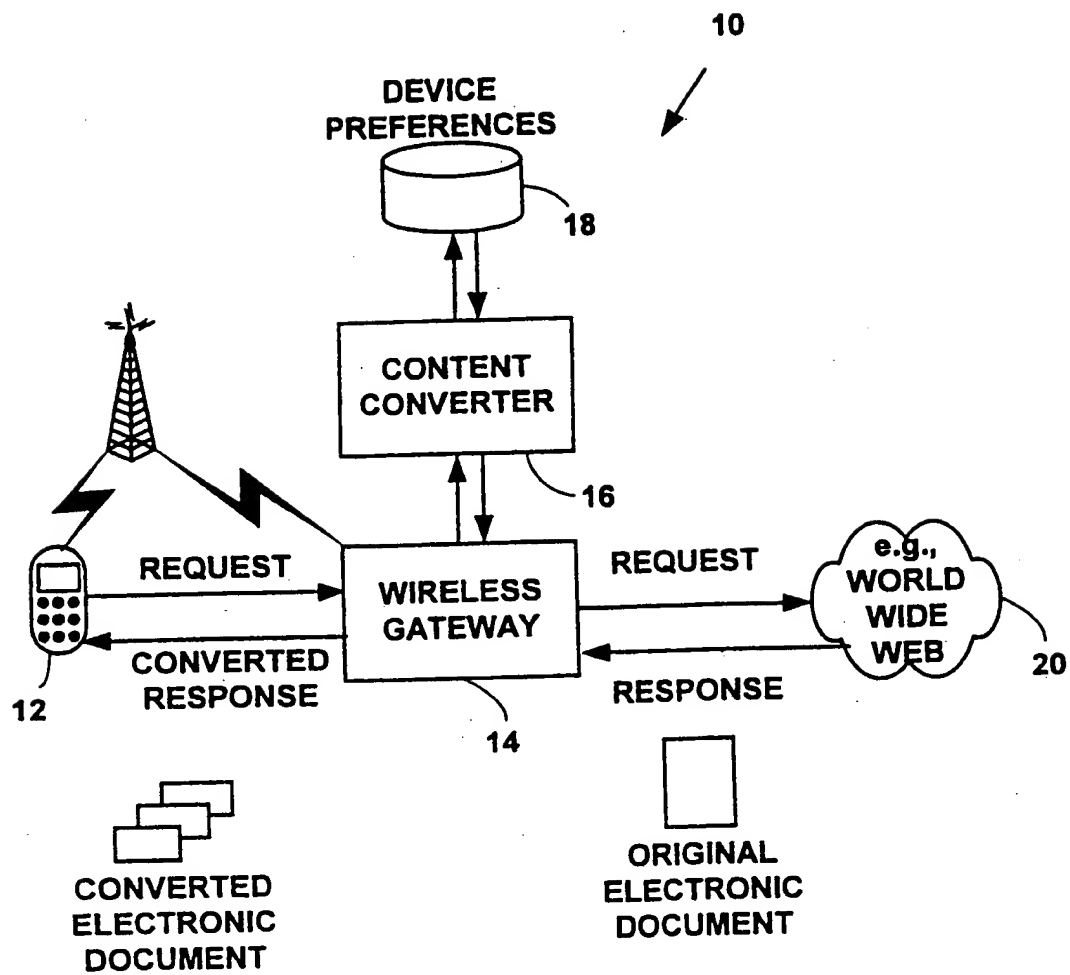 10
DEVICE
PREFERENCES
18
CONTENT
CONVERTER
16
REQUEST
WIRELESS
GATEWAY
REQUEST
e.g.,
WORLD
WIDE
WEB
CONVERTED
RESPONSE
RESPONSE
12
14
20
CONVERTED
ELECTRONIC
DOCUMENT
ORIGINAL
ELECTRONIC
DOCUMENT